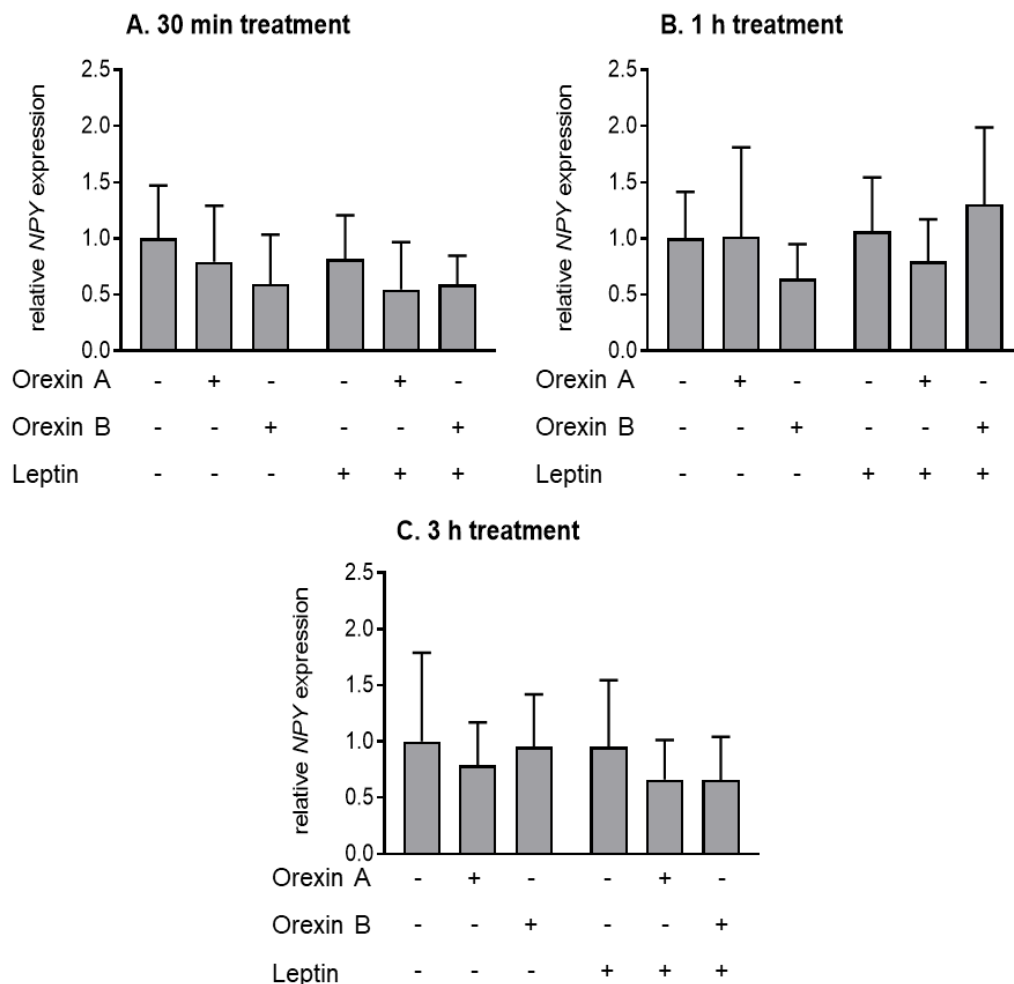 A. 30 min treatment
relative NPY expression
2.5
2.0
1.5
1.0
0.5
0.0
Orexin A - + - - + -
Orexin B - - + - - +
Leptin - - - + + +
B. 1 h treatment
relative NPY expression
2.5
2.0
1.5
1.0
0.5
0.0
Orexin A - + - - + -
Orexin B - - + - - +
Leptin - - - + + +
C. 3 h treatment
relative NPY expression
2.5
2.0
1.5
1.0
0.5
0.0
Orexin A - + - - + -
Orexin B - - + - - +
Leptin - - - + + +